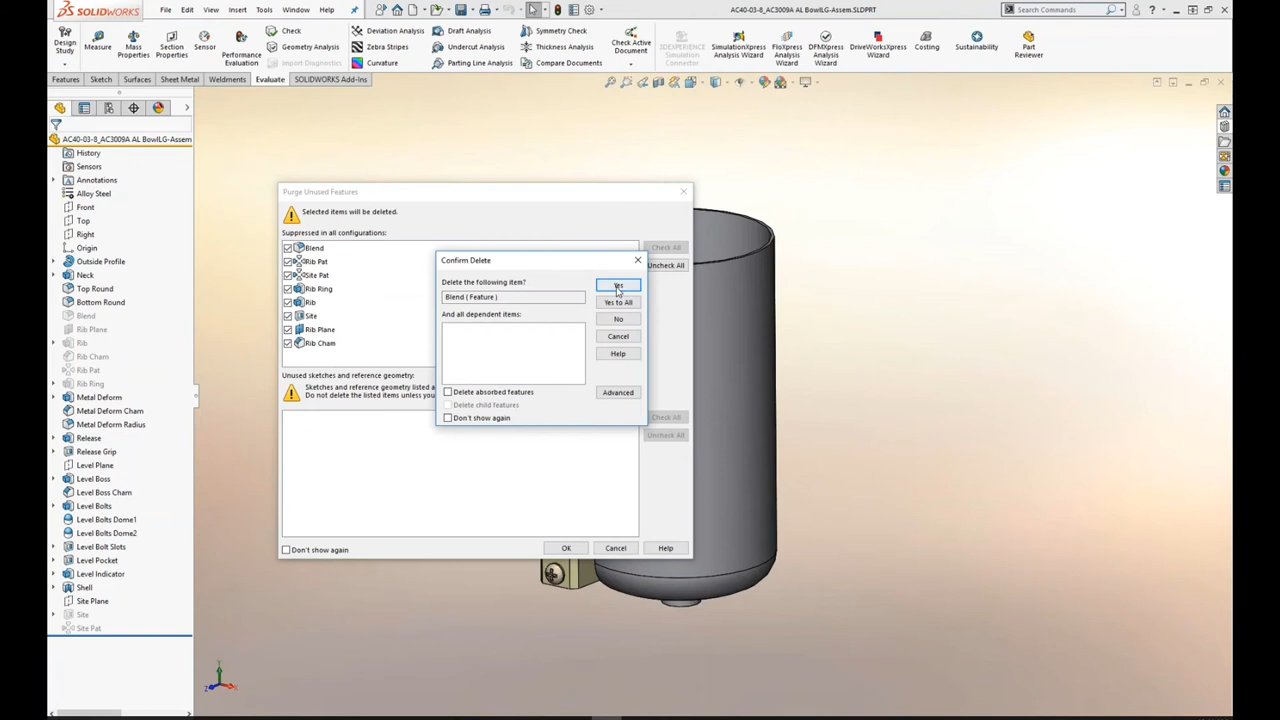 SOLIDWORKS File Edit View Insert Tools Window Help AC40-03-8_AC3009A AL BowlLG-Assem.SLDPRT Search Commands
Design Study
Measure
Mass Properties
Section Properties
Sensor
Performance Evaluation
Check
Geometry Analysis
Import Diagnostics
Deviation Analysis
Zebra Stripes
Curvature
Draft Analysis
Undercut Analysis
Parting Line Analysis
Symmetry Check
Thickness Analysis
Compare Documents
Check Active Document
3DEXPERIENCE Simulation Connector
SimulationXpress Analysis Wizard
FloXpress Analysis Wizard
DFMXpress Analysis Wizard
DriveWorksXpress Wizard
Costing
Sustainability
Part Reviewer
Features Sketch Surfaces Sheet Metal Weldments Evaluate SOLIDWORKS Add-Ins
AC40-03-8_AC3009A AL BowlLG-Assem
History
Sensors
Annotations
Alloy Steel
Front
Top
Right
Origin
Outside Profile
Neck
Top Round
Bottom Round
Blend
Rib Plane
Rib
Rib Cham
Rib Pat
Rib Ring
Metal Deform
Metal Deform Cham
Metal Deform Radius
Release
Release Grip
Level Plane
Level Boss
Level Boss Cham
Level Bolts
Level Bolts Dome1
Level Bolts Dome2
Level Bolt Slots
Level Pocket
Level Indicator
Shell
Site Plane
Site
Site Pat
Purge Unused Features
Selected items will be deleted.
Suppressed in all configurations:
Blend
Rib Pat
Site Pat
Rib Ring
Rib
Site
Rib Plane
Rib Cham
Check All
Uncheck All
Unused sketches and reference geometry:
Sketches and reference geometry listed a
Do not delete the listed items unless you
Check All
Uncheck All
Don't show again
OK Cancel Help
Confirm Delete
Delete the following item?
Blend ( Feature )
And all dependent items:
Yes
Yes to All
No
Cancel
Help
Advanced
Delete absorbed features
Delete child features
Don't show again
Y
Z
X